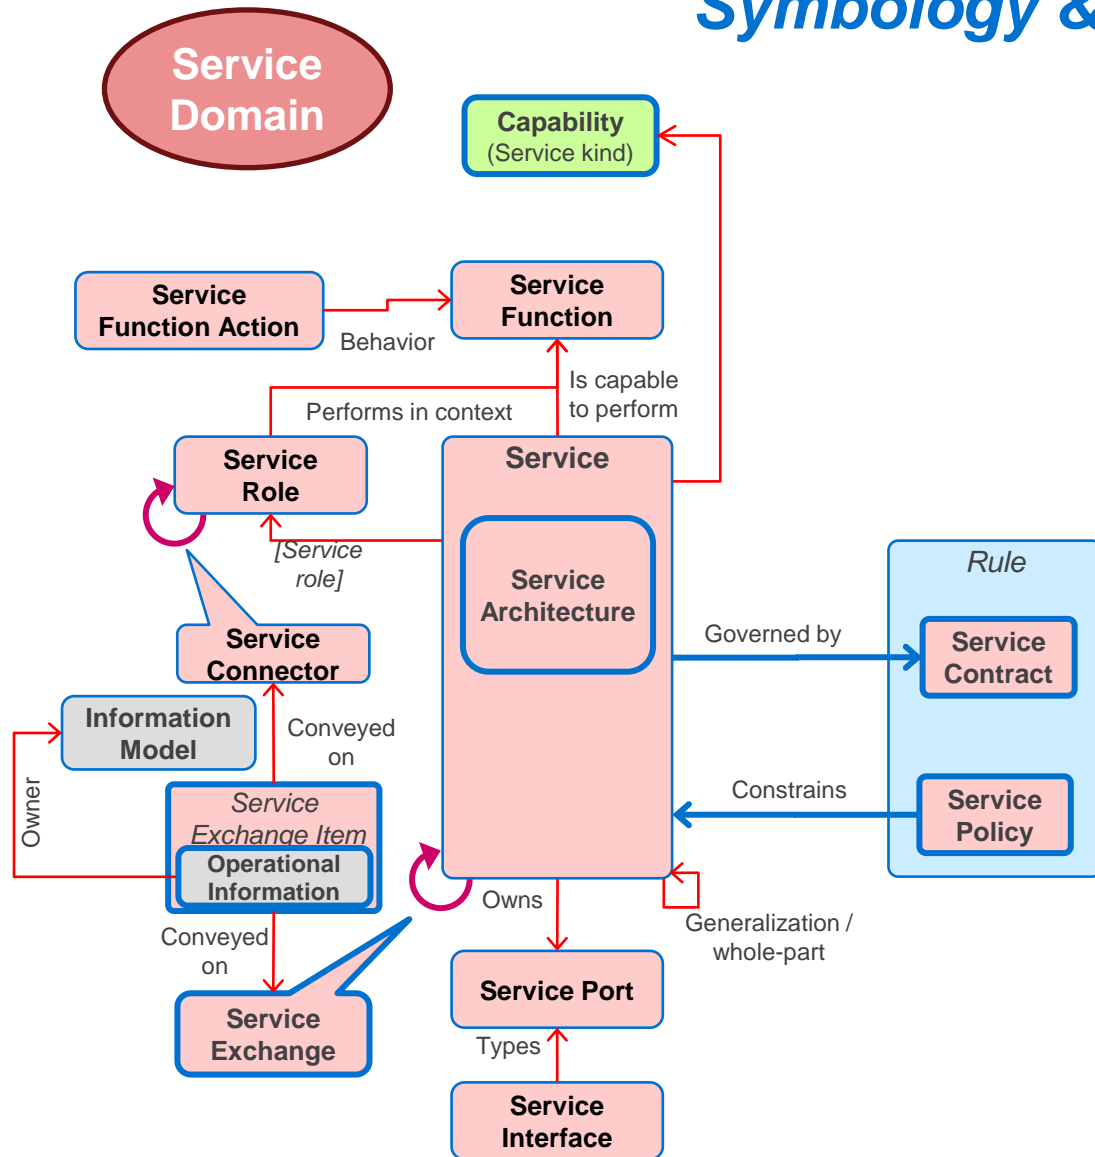 Symbology &
Service
Domain
Capability
(Service kind)
Service
Function Action
Service
Function
Behavior
Is capable
to perform
Performs in context
Service
Role
Service
[Service
role]
Service
Architecture
Rule
Service
Connector
Governed by
Service
Contract
Information
Model
Conveyed
on
Owner
Service
Exchange Item
Constrains
Service
Policy
Operational
Information
Owns
Generalization /
whole-part
Conveyed
on
Service Port
Service
Exchange
Types
Service
Interface